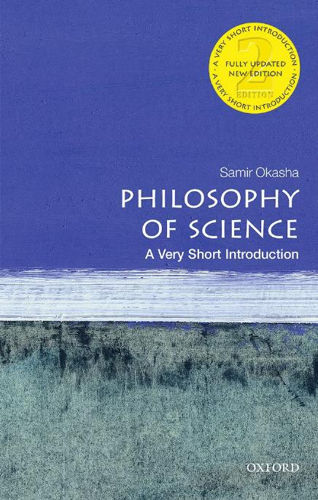 A VERY SHORT INTRODUCTION
2
FULLY UPDATED
NEW EDITION
EDITION
A VERY SHORT INTRODUCTION
Samir Okasha
PHILOSOPHY
OF SCIENCE
A Very Short Introduction
OXFORD